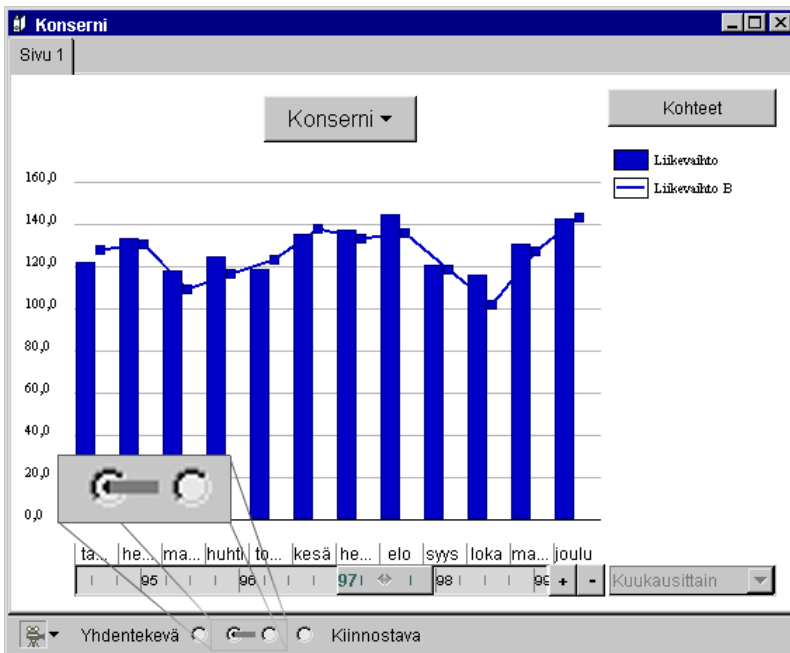 Konserni
Sivu 1
Konserni
Kohteet
Liikevaihto
Liikevaihto B
160,0
140,0
120,0
100,0
80,0
60,0
40,0
20,0
0,0
ta... he... ma... huhti to... kesä he... elo syys loka ma... joulu
95 96 97 98 99 + - Kuukausittain
Yhdentekevä Kiinnostava